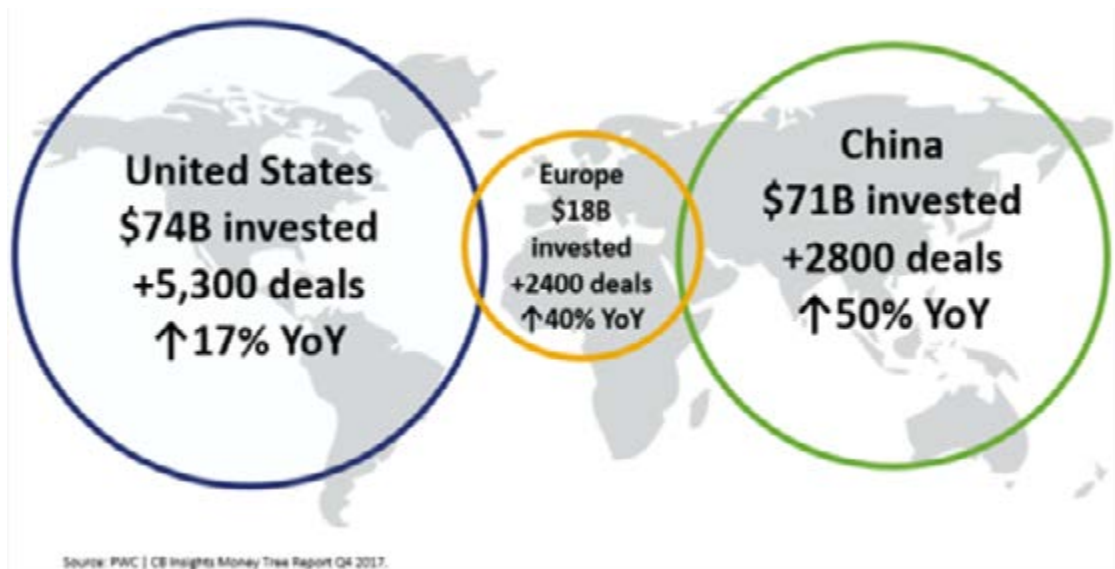 United States
$74B invested
+5,300 deals
↑17% YoY
Europe
$18B
invested
+2400 deals
↑40% YoY
China
$71B invested
+2800 deals
↑50% YoY
Source: PWC | CB Insights Money Tree Report Q4 2017.